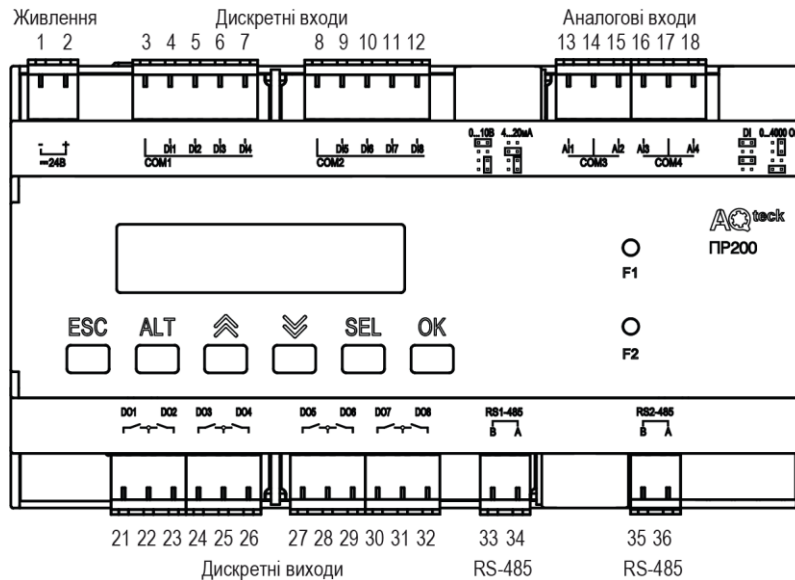 Живлення Дискретні входи Аналогові входи
1 2 3 4 5 6 7 8 9 10 11 12 13 14 15 16 17 18
0...10В 4...20мА DI 0...4000 О
- + DI1 DI2 DI3 DI4 DI5 DI6 DI7 DI8 AI1 AI2 AI3 AI4
=24В COM1 COM2 COM3 COM4
AQteck
ПР200
F1
ESC ALT SEL OK
F2
DO1 DO2 DO3 DO4 DO5 DO6 DO7 DO8 RS1-485 RS2-485
B A B A
21 22 23 24 25 26 27 28 29 30 31 32 33 34 35 36
Дискретні виходи RS-485 RS-485